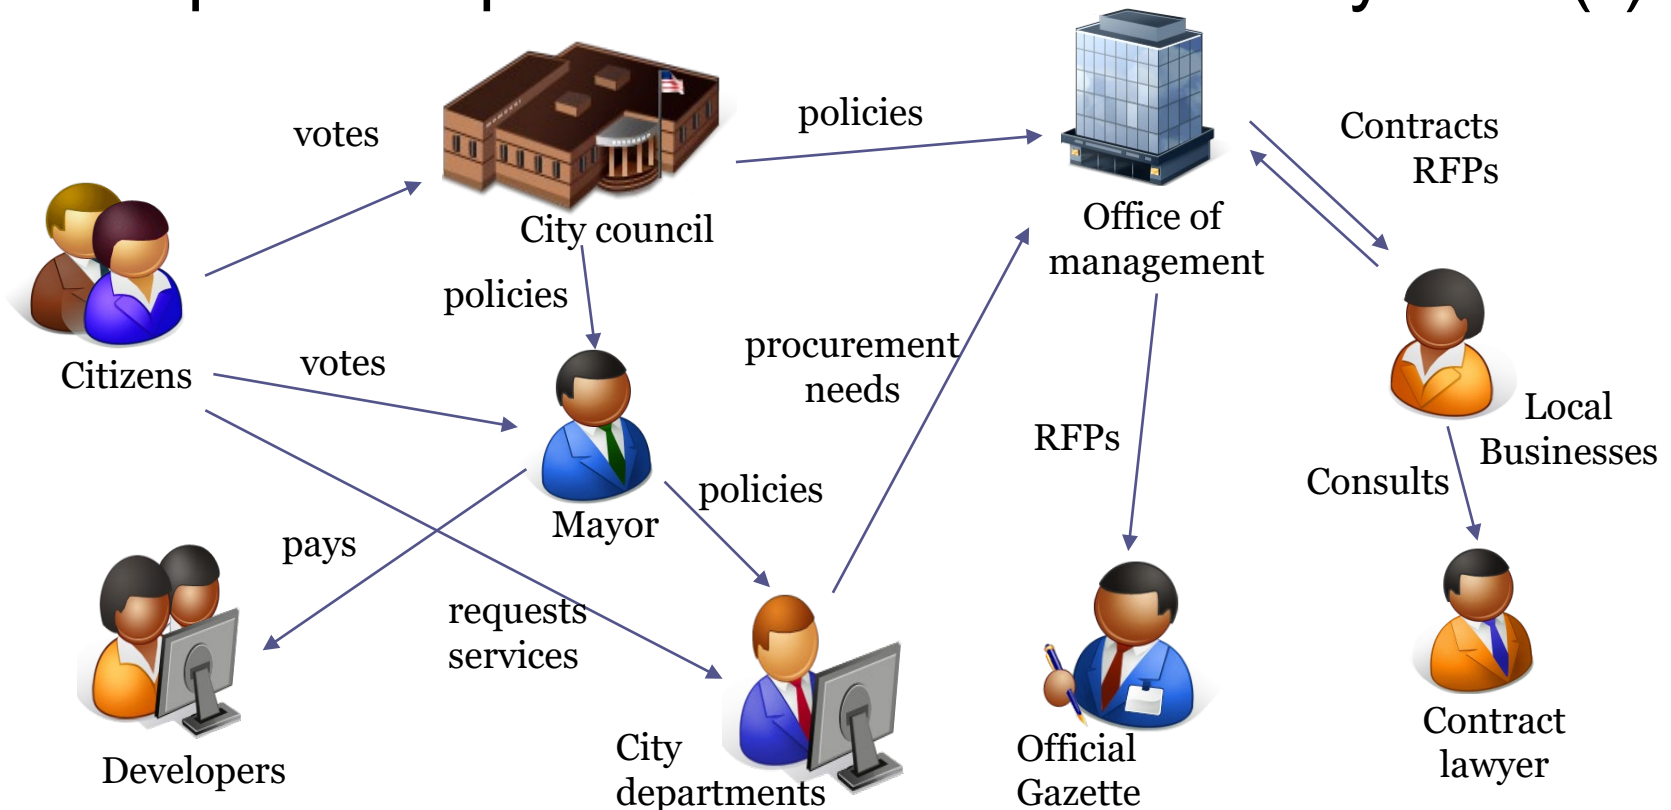 votes
policies
Contracts
RFPs
City council
Office of
management
policies
Citizens
votes
procurement
needs
Local
Businesses
RFPs
Consults
policies
Mayor
pays
requests
services
Developers
City
departments
Official
Gazette
Contract
lawyer